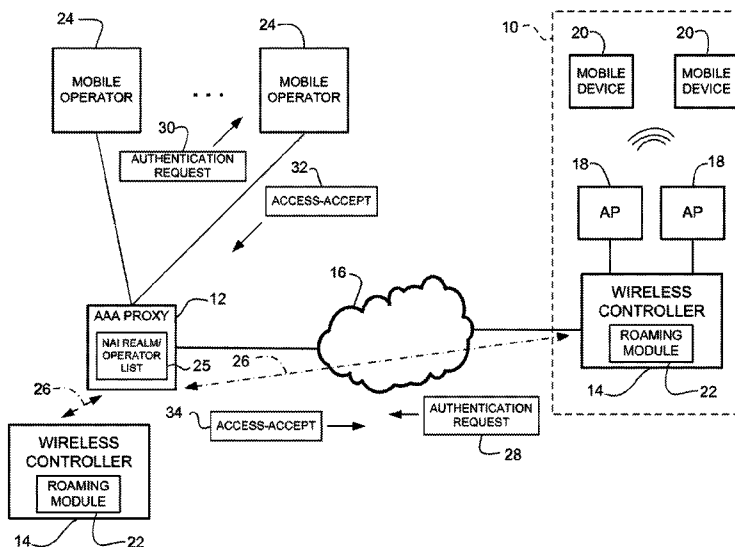 24
MOBILE
OPERATOR
. . .
24
MOBILE
OPERATOR
30
AUTHENTICATION
REQUEST
32
ACCESS-ACCEPT
10
20
MOBILE
DEVICE
20
MOBILE
DEVICE
18
AP
18
AP
12
AAA PROXY
NAI REALM/
OPERATOR
LIST
25
16
26
WIRELESS
CONTROLLER
ROAMING
MODULE
14
22
26
34
ACCESS-ACCEPT
AUTHENTICATION
REQUEST
28
WIRELESS
CONTROLLER
ROAMING
MODULE
14
22